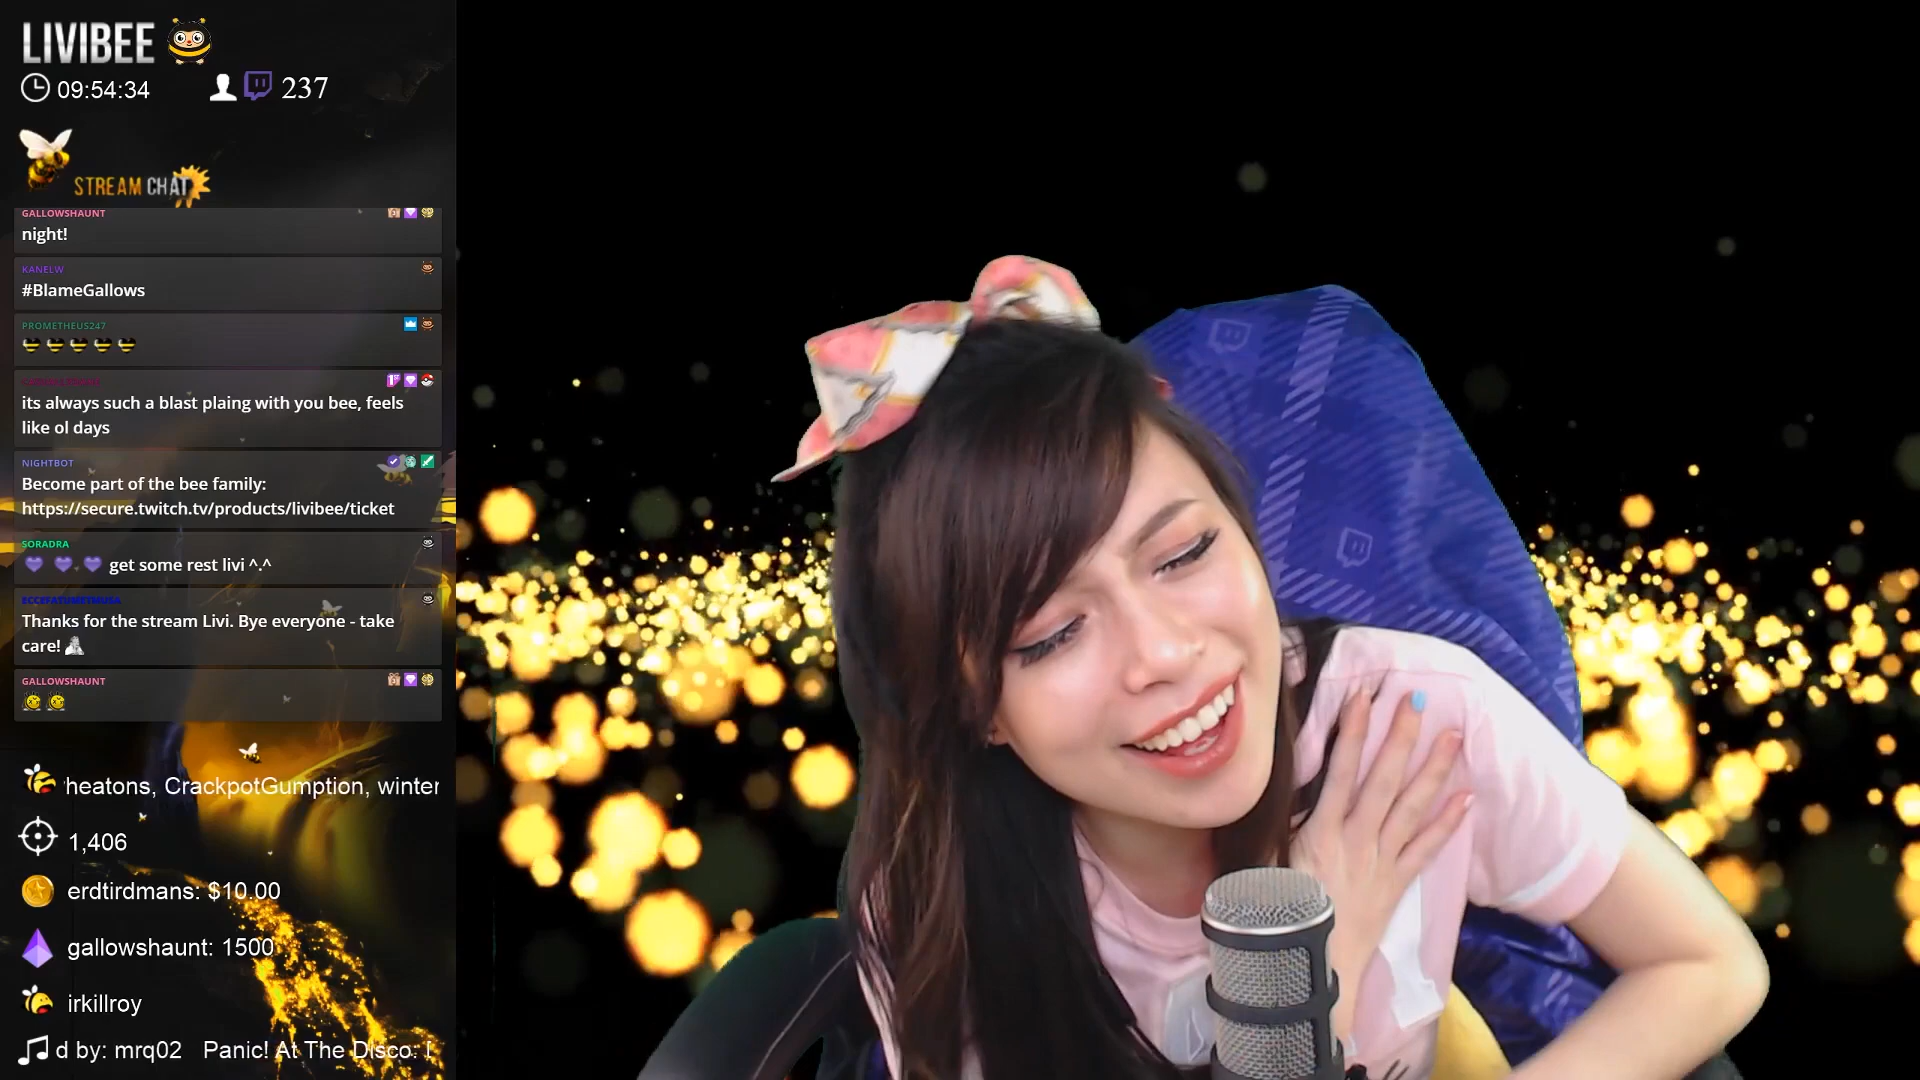 LIVIBEE
09:54:34 237
STREAM CHAT
GALLOWSHAUNT
night!
KANELW
#BlameGallows
PROMETHEUS247
its always such a blast plaing with you bee, feels
like ol days
NIGHTBOT
Become part of the bee family:
https://secure.twitch.tv/products/livibee/ticket
SORADRA
get some rest livi ^.^
Thanks for the stream Livi. Bye everyone - take
care!
GALLOWSHAUNT
heatons, CrackpotGumption, winter
1,406
erdtirdmans: $10.00
gallowshaunt: 1500
irkillroy
d by: mrq02 Panic! At The Disco: